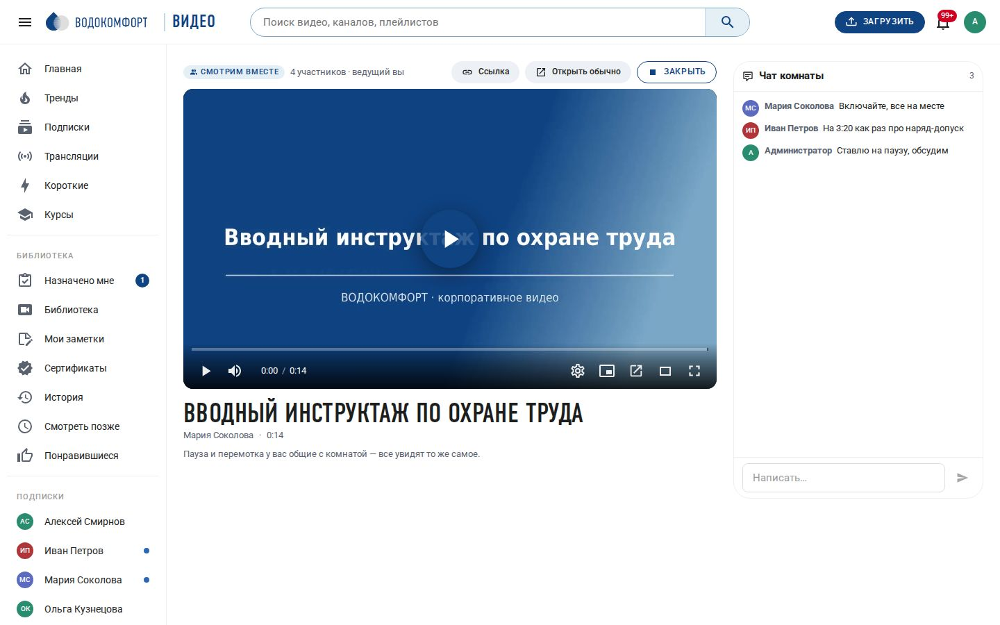 ВОДОКОМФОРТ
ВИДЕО
Поиск видео, каналов, плейлистов
ЗАГРУЗИТЬ
99+
А
Главная
Тренды
Подписки
Трансляции
Короткие
Курсы
БИБЛИОТЕКА
Назначено мне
1
Библиотека
Мои заметки
Сертификаты
История
Смотреть позже
Понравившиеся
ПОДПИСКИ
АС Алексей Смирнов
ИП Иван Петров
МС Мария Соколова
ОК Ольга Кузнецова
СМОТРИМ ВМЕСТЕ
4 участников · ведущий вы
Ссылка
Открыть обычно
ЗАКРЫТЬ
Вводный инструктаж по охране труда
ВОДОКОМФОРТ · корпоративное видео
0:00 / 0:14
ВВОДНЫЙ ИНСТРУКТАЖ ПО ОХРАНЕ ТРУДА
Мария Соколова · 0:14
Пауза и перемотка у вас общие с комнатой — все увидят то же самое.
Чат комнаты
3
МС Мария Соколова Включайте, все на месте
ИП Иван Петров На 3:20 как раз про наряд-допуск
А Администратор Ставлю на паузу, обсудим
Написать…